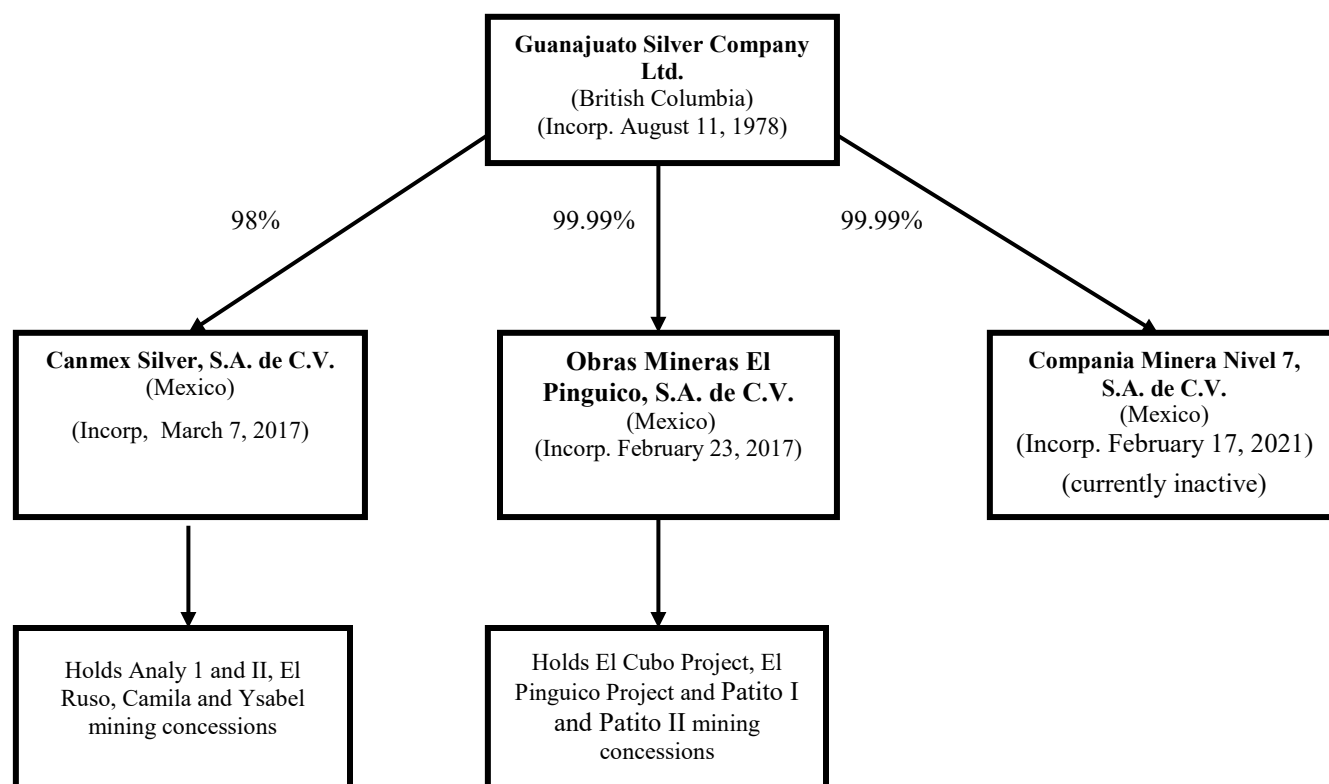 Guanajuato Silver Company
Ltd.
(British Columbia)
(Incorp. August 11, 1978)
98%
99.99%
99.99%
Canmex Silver, S.A. de C.V.
(Mexico)
(Incorp, March 7, 2017)
Obras Mineras El
Pinguico, S.A. de C.V.
(Mexico)
(Incorp. February 23, 2017)
Compania Minera Nivel 7,
S.A. de C.V.
(Mexico)
(Incorp. February 17, 2021)
(currently inactive)
Holds Analy 1 and II, El
Ruso, Camila and Ysabel
mining concessions
Holds El Cubo Project, El
Pinguico Project and Patito I
and Patito II mining
concessions